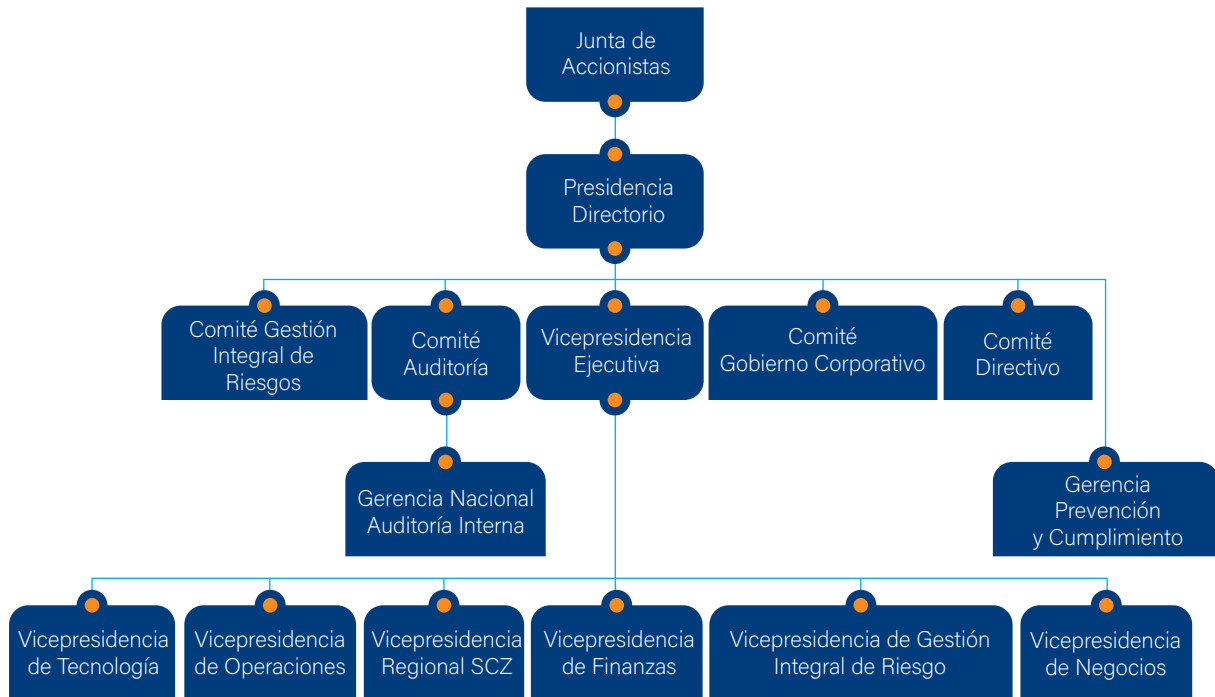 Junta de
Accionistas
Presidencia
Directorio
Comité Gestión
Integral de
Riesgos
Comité
Auditoría
Vicepresidencia
Ejecutiva
Comité
Gobierno Corporativo
Comité
Directivo
Gerencia Nacional
Auditoría Interna
Gerencia
Prevención
y Cumplimiento
Vicepresidencia
de Tecnología
Vicepresidencia
de Operaciones
Vicepresidencia
Regional SCZ
Vicepresidencia
de Finanzas
Vicepresidencia de Gestión
Integral de Riesgo
Vicepresidencia
de Negocios